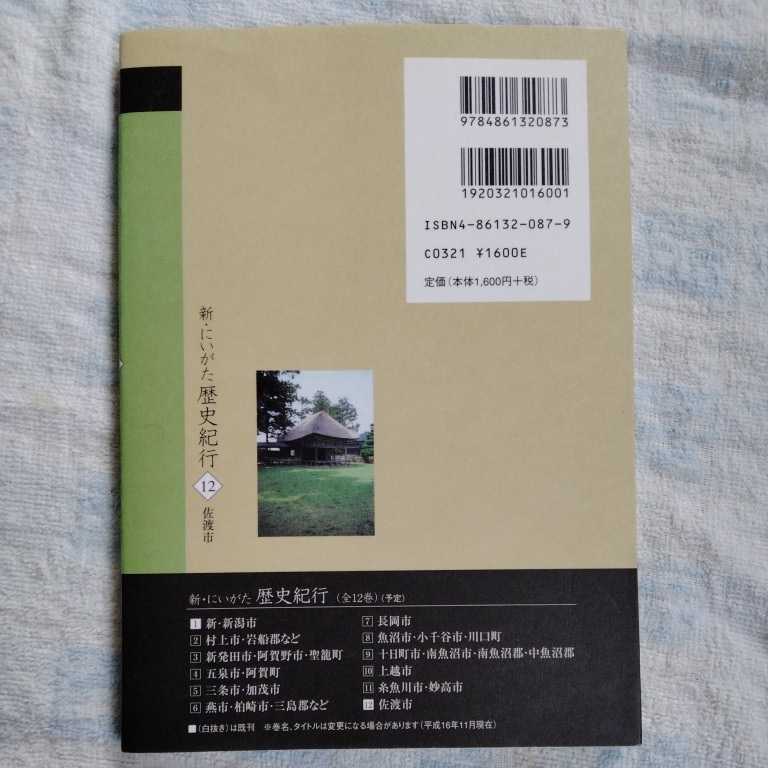 9784861320873
1920321016001
ISBN4-86132-087-9
C0321 ¥1600E
定価(本体1,600円+税)
新・にいがた 歴史紀行 12 佐渡市
新・にいがた 歴史紀行 (全12巻)(予定)
1 新・新潟市
2 村上市・岩船郡など
3 新発田市・阿賀野市・聖籠町
4 五泉市・阿賀町
5 三条市・加茂市
6 燕市・柏崎市・三島郡など
7 長岡市
8 魚沼市・小千谷市・川口町
9 十日町市・南魚沼市・南魚沼郡・中魚沼郡
10 上越市
11 糸魚川市・妙高市
12 佐渡市
■(白抜き)は既刊 ※巻名、タイトルは変更になる場合があります(平成16年11月現在)